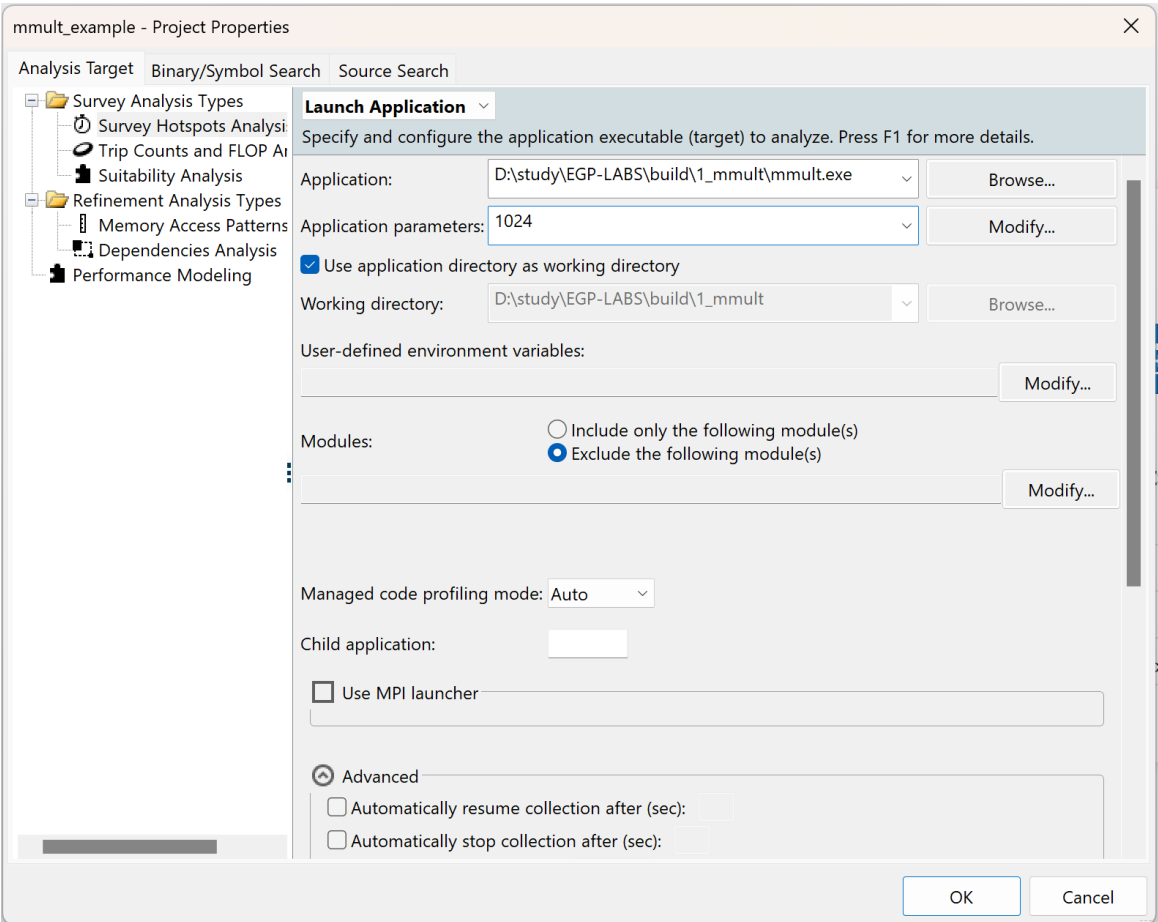 mmult_example - Project Properties
Analysis Target
Binary/Symbol Search
Source Search
Survey Analysis Types
Survey Hotspots Analysi
Trip Counts and FLOP Ar
Suitability Analysis
Refinement Analysis Types
Memory Access Patterns
Dependencies Analysis
Performance Modeling
Launch Application
Specify and configure the application executable (target) to analyze. Press F1 for more details.
Application: D:\study\EGP-LABS\build\1_mmult\mmult.exe Browse...
Application parameters: 1024 Modify...
Use application directory as working directory
Working directory: D:\study\EGP-LABS\build\1_mmult Browse...
User-defined environment variables:
Modify...
Modules:
Include only the following module(s)
Exclude the following module(s)
Modify...
Managed code profiling mode: Auto
Child application:
Use MPI launcher
Advanced
Automatically resume collection after (sec):
Automatically stop collection after (sec):
OK Cancel